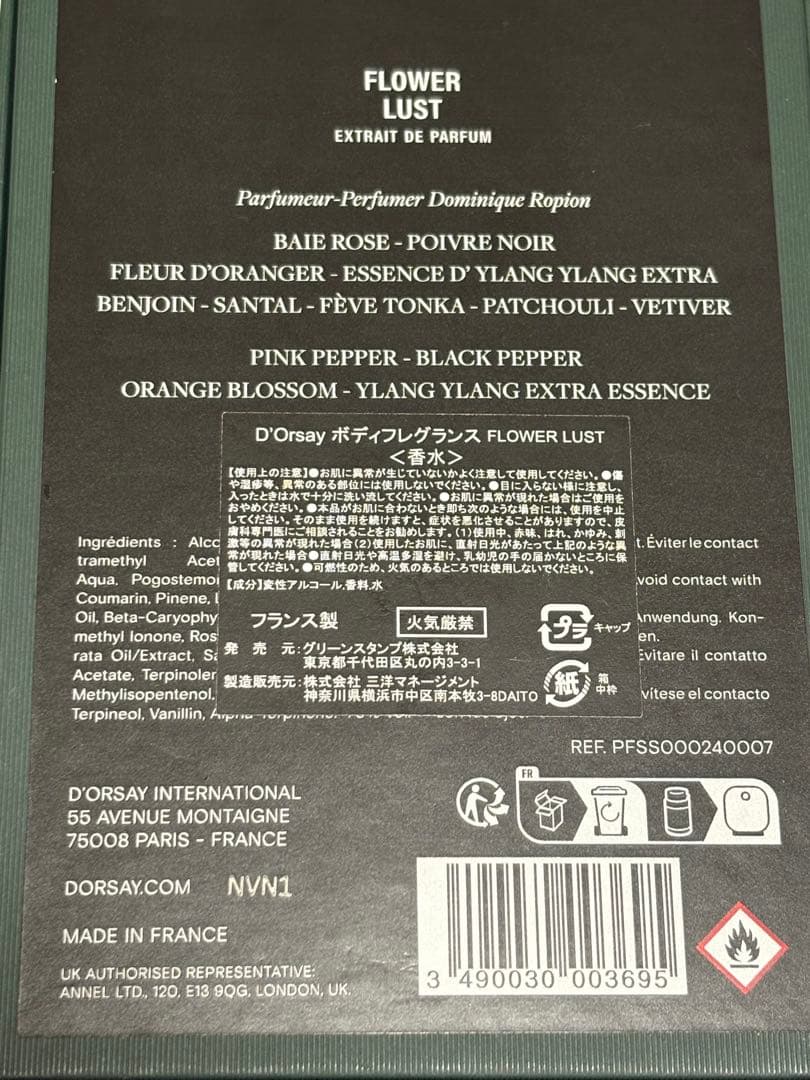 FLOWER
LUST
EXTRAIT DE PARFUM
Parfumeur-Perfumer Dominique Ropion
BAIE ROSE - POIVRE NOIR
FLEUR D'ORANGER - ESSENCE D' YLANG YLANG EXTRA
BENJOIN - SANTAL - FÈVE TONKA - PATCHOULI - VETIVER
PINK PEPPER - BLACK PEPPER
ORANGE BLOSSOM - YLANG YLANG EXTRA ESSENCE
D'Orsay ボディフレグランス FLOWER LUST
＜香水＞
【使用上の注意】●お肌に異常が生じていないかよく注意して使用してください。●傷
や湿疹等、異常のある部位には使用しないでください。●目に入らない様に注意し、
入ったときは水で十分に洗い流してください。●お肌に異常が現れた場合はご使用を
おやめください。●本品がお肌に合わないとき即ち次のような場合には、使用を中止
してください。そのまま使用を続けますと、症状を悪化させることがありますので、皮
膚科専門医にご相談されることをお勧めします。(1)使用中、赤味、はれ、かゆみ、刺
激等の異常が現れた場合(2)使用したお肌に、直射日光があたって上記のような異
常が現れた場合●直射日光や高温多湿を避け、乳幼児の手の届かないところに保
管してください。●可燃性のため、火気のあるところでは使用しないでください。
【成分】変性アルコール、香料、水
フランス製
火気厳禁
プラ
キャップ
発 売 元:グリーンスタンプ株式会社
東京都千代田区丸の内3-3-1
製造販売元:株式会社 三洋マネージメント
神奈川県横浜市中区南本牧3-8DAITO
紙
箱
中枠
Ingrédients :
t. Éviter le contact
tramethyl
Aqua,
void contact with
Coumarin, Pinene,
Oil, Beta-Caryophy
Anwendung. Kon-
methyl Ionone,
en.
rata Oil/Extract,
Evitare il contatto
Acetate,
Methylisopentenol,
vítese el contacto
Terpineol, Vanillin,
REF. PFSS000240007
D'ORSAY INTERNATIONAL
55 AVENUE MONTAIGNE
75008 PARIS - FRANCE
FR
DORSAY.COM NVN1
MADE IN FRANCE
UK AUTHORISED REPRESENTATIVE:
ANNEL LTD., 120, E13 9QG, LONDON, UK.
3 490030 003695